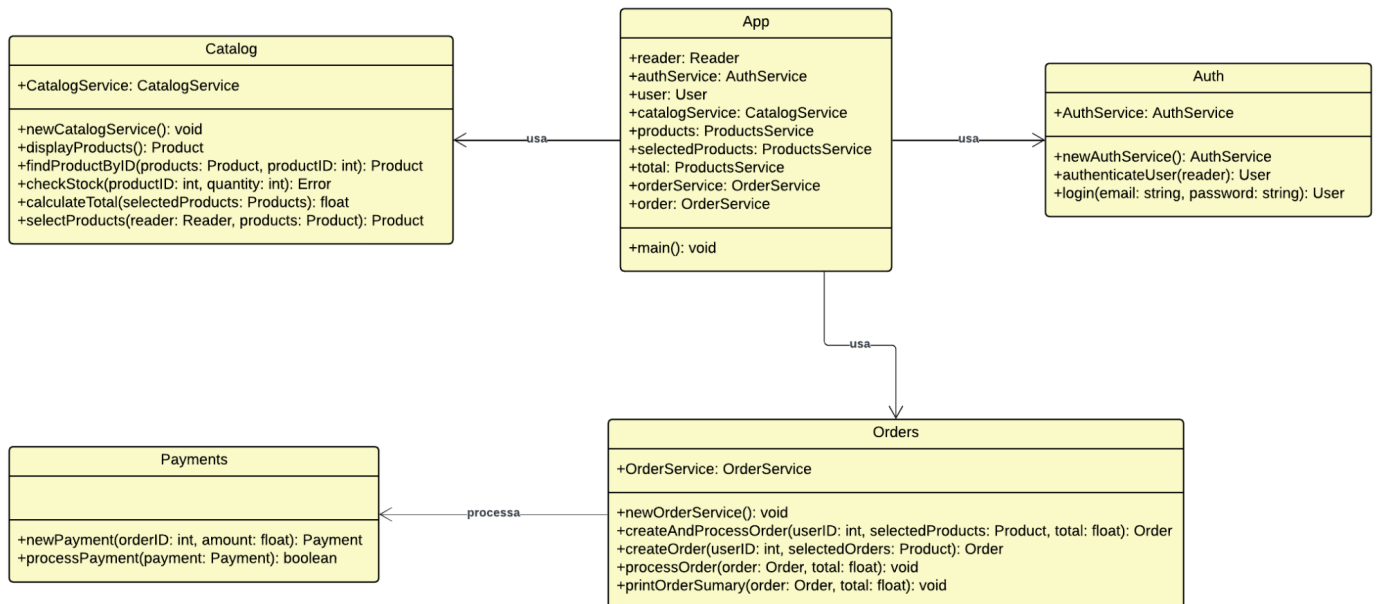 Catalog
+CatalogService: CatalogService
+newCatalogService(): void
+displayProducts(): Product
+findProductByID(products: Product, productID: int): Product
+checkStock(productID: int, quantity: int): Error
+calculateTotal(selectedProducts: Products): float
+selectProducts(reader: Reader, products: Product): Product
usa
App
+reader: Reader
+authService: AuthService
+user: User
+catalogService: CatalogService
+products: ProductsService
+selectedProducts: ProductsService
+total: ProductsService
+orderService: OrderService
+order: OrderService
+main(): void
usa
Auth
+AuthService: AuthService
+newAuthService(): AuthService
+authenticateUser(reader): User
+login(email: string, password: string): User
usa
Payments
+newPayment(orderID: int, amount: float): Payment
+processPayment(payment: Payment): boolean
processa
Orders
+OrderService: OrderService
+newOrderService(): void
+createAndProcessOrder(userID: int, selectedProducts: Product, total: float): Order
+createOrder(userID: int, selectedOrders: Product): Order
+processOrder(order: Order, total: float): void
+printOrderSumary(order: Order, total: float): void